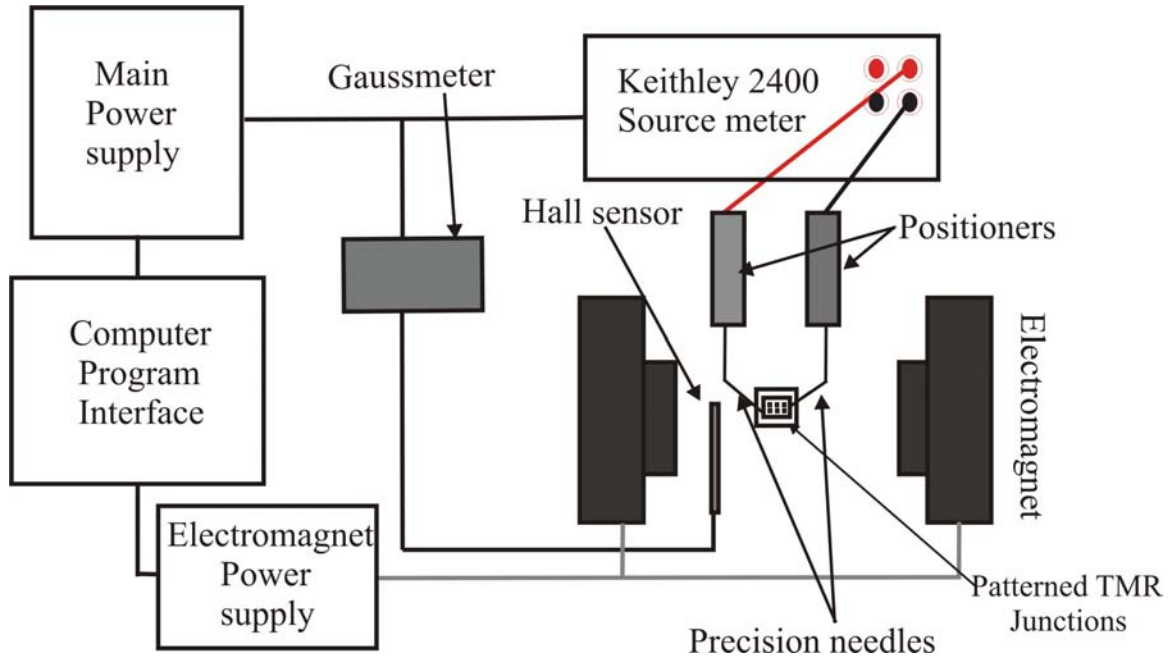 Main
Power
supply
Gaussmeter
Keithley 2400
Source meter
Hall sensor
Positioners
Computer
Program
Interface
Electromagnet
Electromagnet
Power
supply
Patterned TMR
Junctions
Precision needles